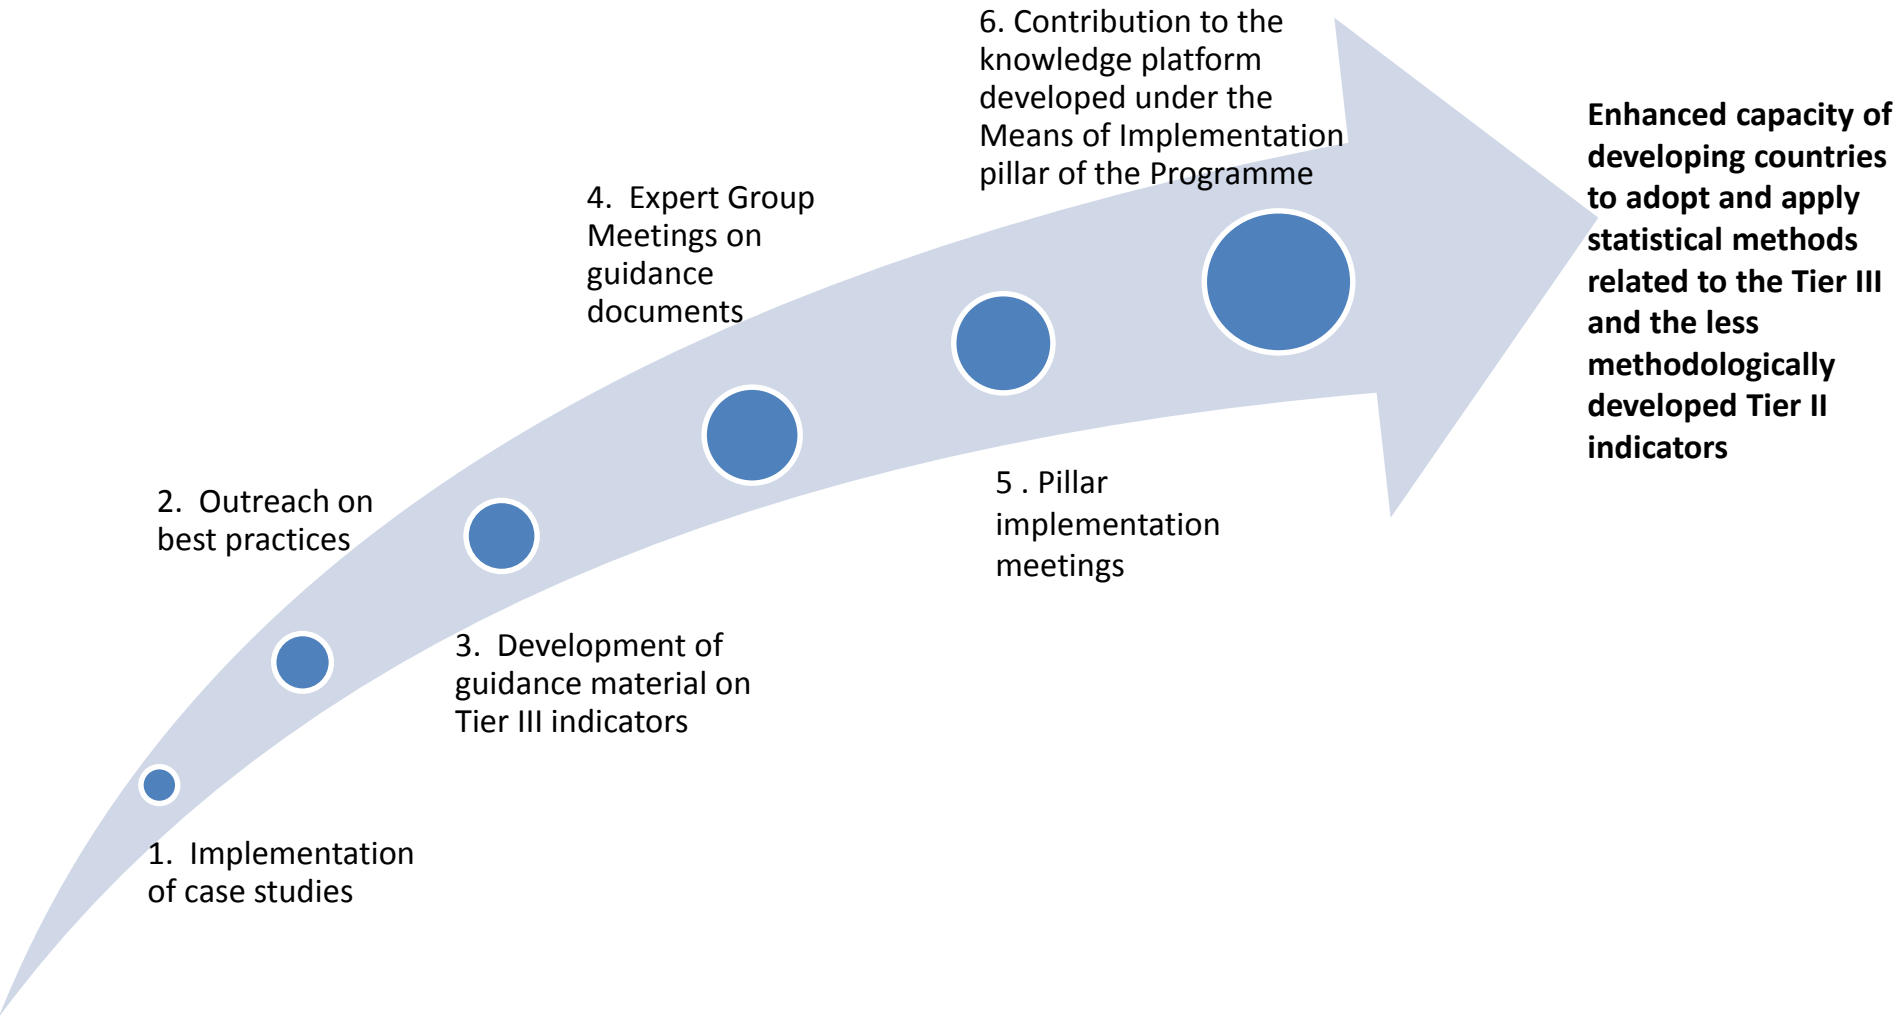 6. Contribution to the
knowledge platform
developed under the
Means of Implementation
pillar of the Programme
Enhanced capacity of
developing countries
to adopt and apply
statistical methods
related to the Tier III
and the less
methodologically
developed Tier II
indicators
4.  Expert Group
Meetings on
guidance
documents
5 . Pillar
implementation
meetings
2.  Outreach on
best practices
3.  Development of
guidance material on
Tier III indicators
1.  Implementation
of case studies